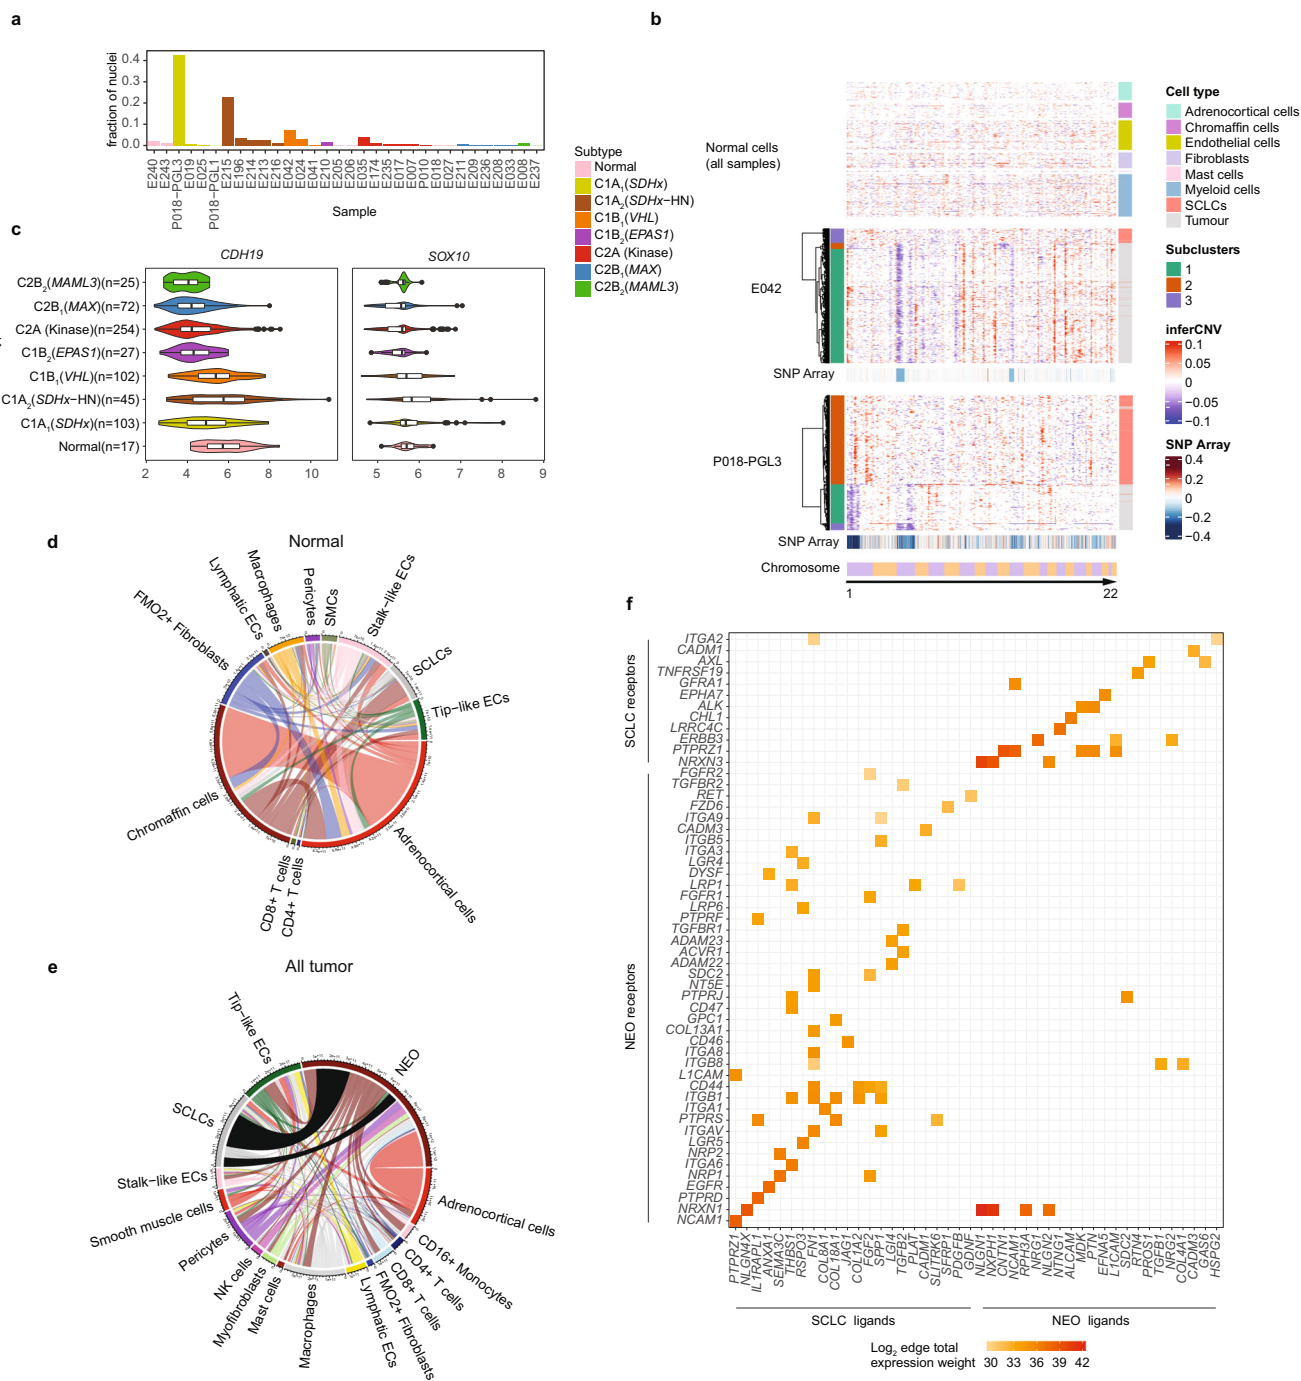 a
fraction of nuclei
0.4
0.3
0.2
0.1
0.0
E240
E243
P018−PGL3
E019
E025
P018−PGL1
E215
E196
E214
E213
E216
E042
E024
E041
E210
E205
E206
E035
E174
E235
E017
E007
P010
E018
E027
E211
E209
E236
E208
E033
E008
E237
Sample
Subtype
Normal
C1A1(SDHx)
C1A2(SDHx−HN)
C1B1(VHL)
C1B2(EPAS1)
C2A (Kinase)
C2B1(MAX)
C2B2(MAML3)
b
Normal cells
(all samples)
E042
SNP Array
P018-PGL3
SNP Array
Chromosome
1
22
Cell type
Adrenocortical cells
Chromaffin cells
Endothelial cells
Fibroblasts
Mast cells
Myeloid cells
SCLCs
Tumour
Subclusters
1
2
3
inferCNV
0.1
0.05
0
−0.05
−0.1
SNP Array
0.4
0.2
0
−0.2
−0.4
c
CDH19
SOX10
C2B2(MAML3)(n=25)
C2B1(MAX)(n=72)
C2A (Kinase)(n=254)
C1B2(EPAS1)(n=27)
C1B1(VHL)(n=102)
C1A2(SDHx−HN)(n=45)
C1A1(SDHx)(n=103)
Normal(n=17)
2 4 6 8 10
5 6 7 8 9
d
Normal
FMO2+ Fibroblasts
Lymphatic ECs
Macrophages
Pericytes
SMCs
Stalk−like ECs
SCLCs
Tip−like ECs
Adrenocortical cells
CD4+ T cells
CD8+ T cells
Chromaffin cells
e
All tumor
Tip−like ECs
NEO
SCLCs
Stalk−like ECs
Smooth muscle cells
Pericytes
NK cells
Myofibroblasts
Mast cells
Macrophages
Lymphatic ECs
FMO2+ Fibroblasts
CD8+ T cells
CD4+ T cells
CD16+ Monocytes
Adrenocortical cells
f
SCLC receptors
ITGA2
CADM1
AXL
TNFRSF19
GFRA1
EPHA7
ALK
CHL1
LRRC4C
ERBB3
PTPRZ1
NRXN3
NEO receptors
FGFR2
TGFBR2
RET
FZD6
ITGA9
CADM3
ITGB5
ITGA3
LGR4
DYSF
LRP1
FGFR1
LRP6
PTPRF
TGFBR1
ADAM23
ACVR1
ADAM22
SDC2
NT5E
PTPRJ
CD47
GPC1
COL13A1
CD46
ITGA8
ITGB8
L1CAM
CD44
ITGB1
ITGA1
PTPRS
ITGAV
LGR5
NRP2
ITGA6
NRP1
EGFR
PTPRD
NRXN1
NCAM1
PTPRZ1
NLGN4X
IL1RAPL1
ANXA1
SEMA3C
THBS1
RSPO3
FN1
COL8A1
COL18A1
JAG1
COL1A2
FGF2
SPP1
LGI4
TGFB2
PLAT
CADM1
SLITRK6
SFRP1
PDGFB
GDNF
NLGN1
NXPH1
CNTN1
NCAM1
RPH3A
NRG1
NLGN2
NTNG1
ALCAM
MDK
PTN
EFNA5
L1CAM
SDC2
RTN4
PROS1
TGFB1
NRG2
COL4A1
CADM3
GAS6
HSPG2
SCLC ligands
NEO ligands
Log2 edge total
expression weight
30 33 36 39 42